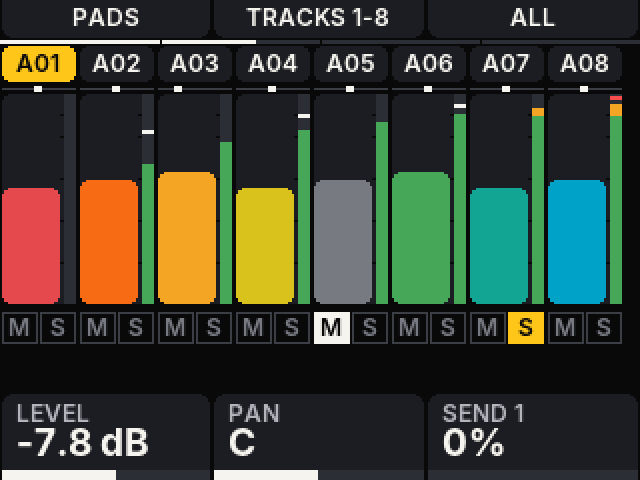 PADS TRACKS 1-8 ALL
A01 A02 A03 A04 A05 A06 A07 A08
M S M S M S M S M S M S M S M S
LEVEL PAN SEND 1
-7.8 dB C 0%